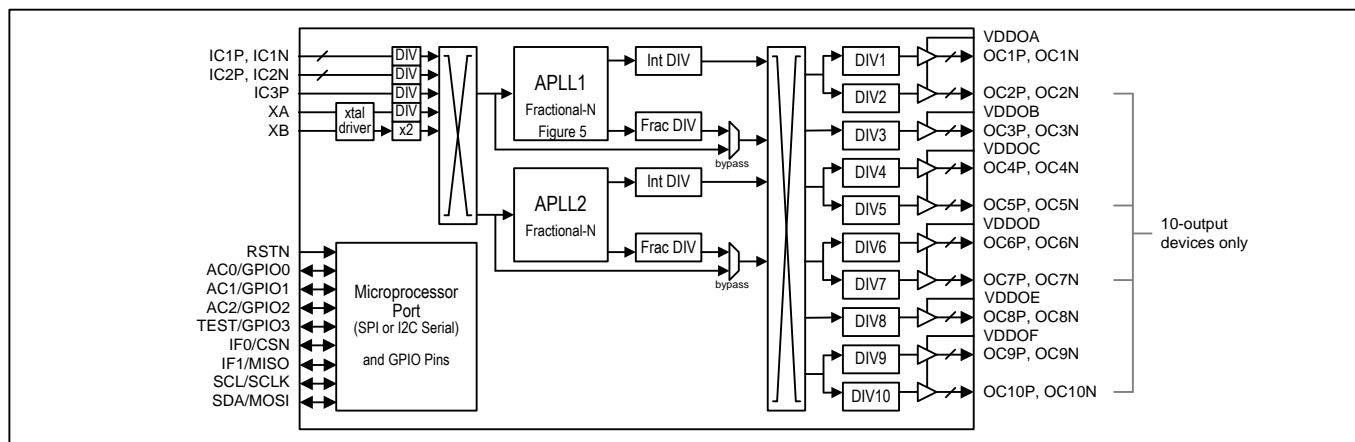 IC1P, IC1N
IC2P, IC2N
IC3P
XA
XB
xtal
driver
DIV
DIV
DIV
DIV
x2
APLL1
Fractional-N
Figure 5
Int DIV
Frac DIV
bypass
APLL2
Fractional-N
Int DIV
Frac DIV
bypass
RSTN
AC0/GPIO0
AC1/GPIO1
AC2/GPIO2
TEST/GPIO3
IF0/CSN
IF1/MISO
SCL/SCLK
SDA/MOSI
Microprocessor
Port
(SPI or I2C Serial)
and GPIO Pins
DIV1
DIV2
DIV3
DIV4
DIV5
DIV6
DIV7
DIV8
DIV9
DIV10
VDDOA
OC1P, OC1N
OC2P, OC2N
VDDOB
OC3P, OC3N
VDDOC
OC4P, OC4N
OC5P, OC5N
VDDOD
OC6P, OC6N
OC7P, OC7N
VDDOE
OC8P, OC8N
VDDOF
OC9P, OC9N
OC10P, OC10N
10-output
devices only